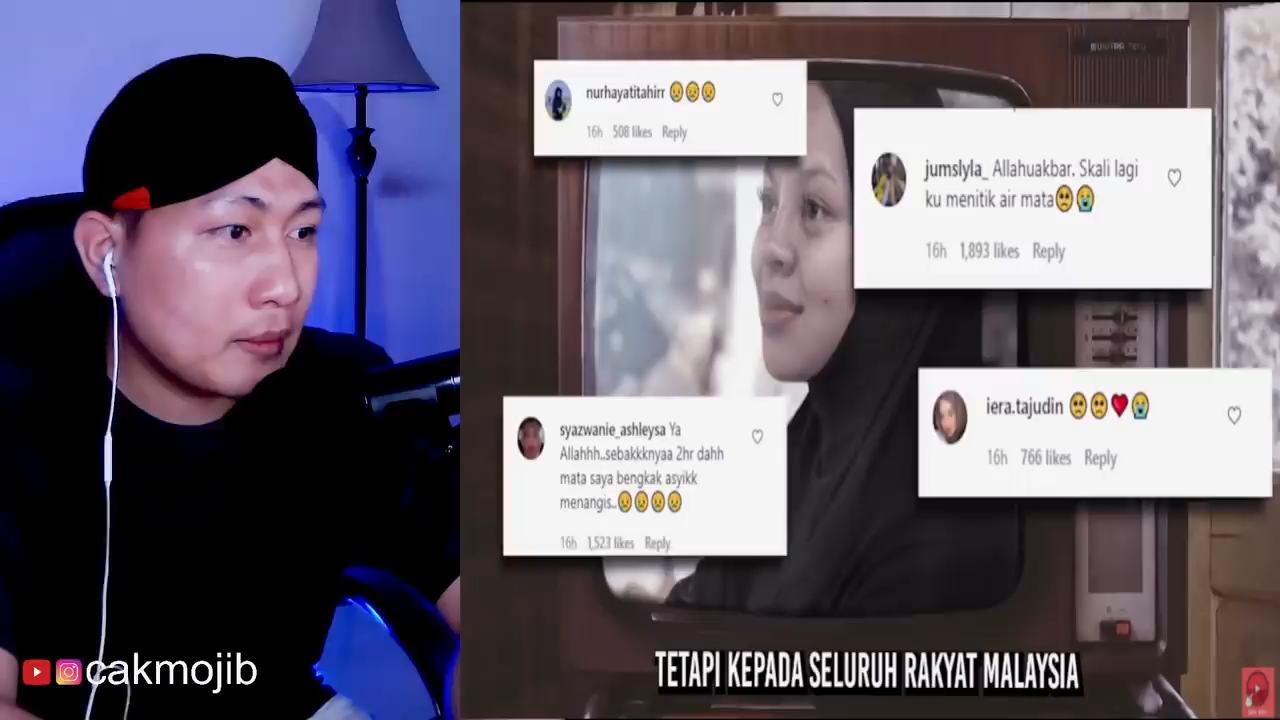 nurhayatitahirr 😢😢😢
16h 508 likes Reply
jumslyla_ Allahuakbar. Skali lagi
ku menitik air mata🥺😭
16h 1,893 likes Reply
syazwanie_ashleysa Ya
Allahhh..sebakkknyaa 2hr dahh
mata saya bengkak asyikk
menangis..😢😢😢😢
16h 1,523 likes Reply
iera.tajudin 🥺🥺❤️😭
16h 766 likes Reply
cakmojib
TETAPI KEPADA SELURUH RAKYAT MALAYSIA